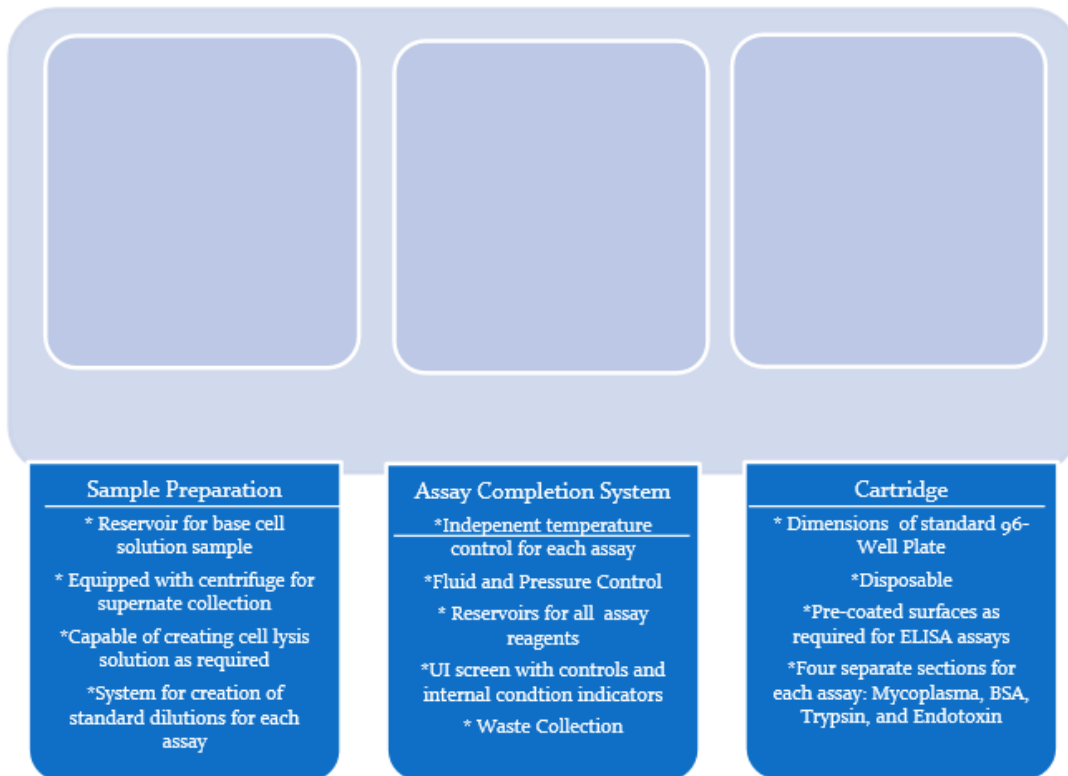 Sample Preparation
* Reservoir for base cell
solution sample
* Equipped with centrifuge for
supernate collection
*Capable of creating cell lysis
solution as required
*System for creation of
standard dilutions for each
assay
Assay Completion System
*Indepenent temperature
control for each assay
*Fluid and Pressure Control
* Reservoirs for all assay
reagents
*UI screen with controls and
internal condtion indicators
* Waste Collection
Cartridge
* Dimensions of standard 96-
Well Plate
*Disposable
*Pre-coated surfaces as
required for ELISA assays
*Four separate sections for
each assay: Mycoplasma, BSA,
Trypsin, and Endotoxin